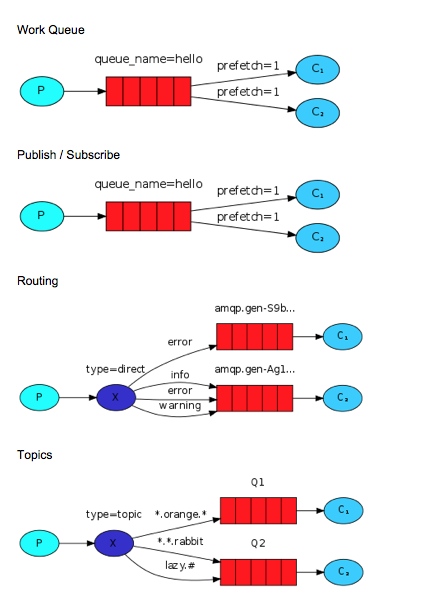 Work Queue
queue_name=hello
prefetch=1
C₁
P
prefetch=1
C₂
Publish / Subscribe
queue_name=hello
prefetch=1
C₁
P
prefetch=1
C₂
Routing
amqp.gen-S9b...
error
C₁
type=direct
info
amqp.gen-Ag1...
error
P
X
warning
C₂
Topics
Q1
type=topic
*.orange.*
C₁
P
X
*.*.rabbit
Q2
lazy.#
C₂